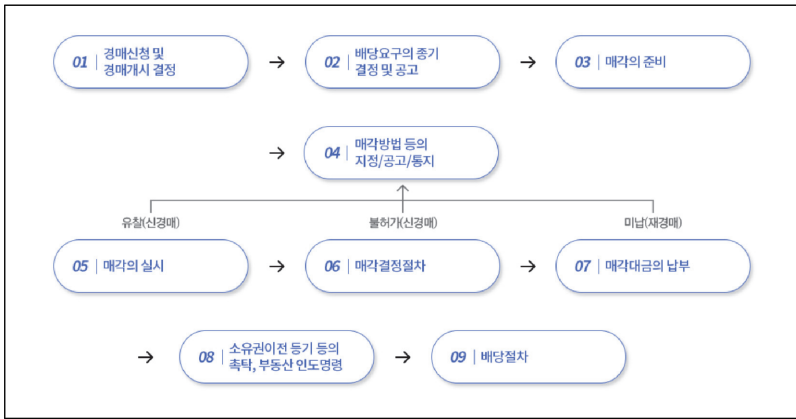 01 경매신청 및
경매개시 결정
02 배당요구의 종기
결정 및 공고
03 매각의 준비
04 매각방법 등의
지정/공고/통지
유찰(신경매)
불허가(신경매)
미납(재경매)
05 매각의 실시
06 매각결정절차
07 매각대금의 납부
08 소유권이전 등기 등의
촉탁, 부동산 인도명령
09 배당절차